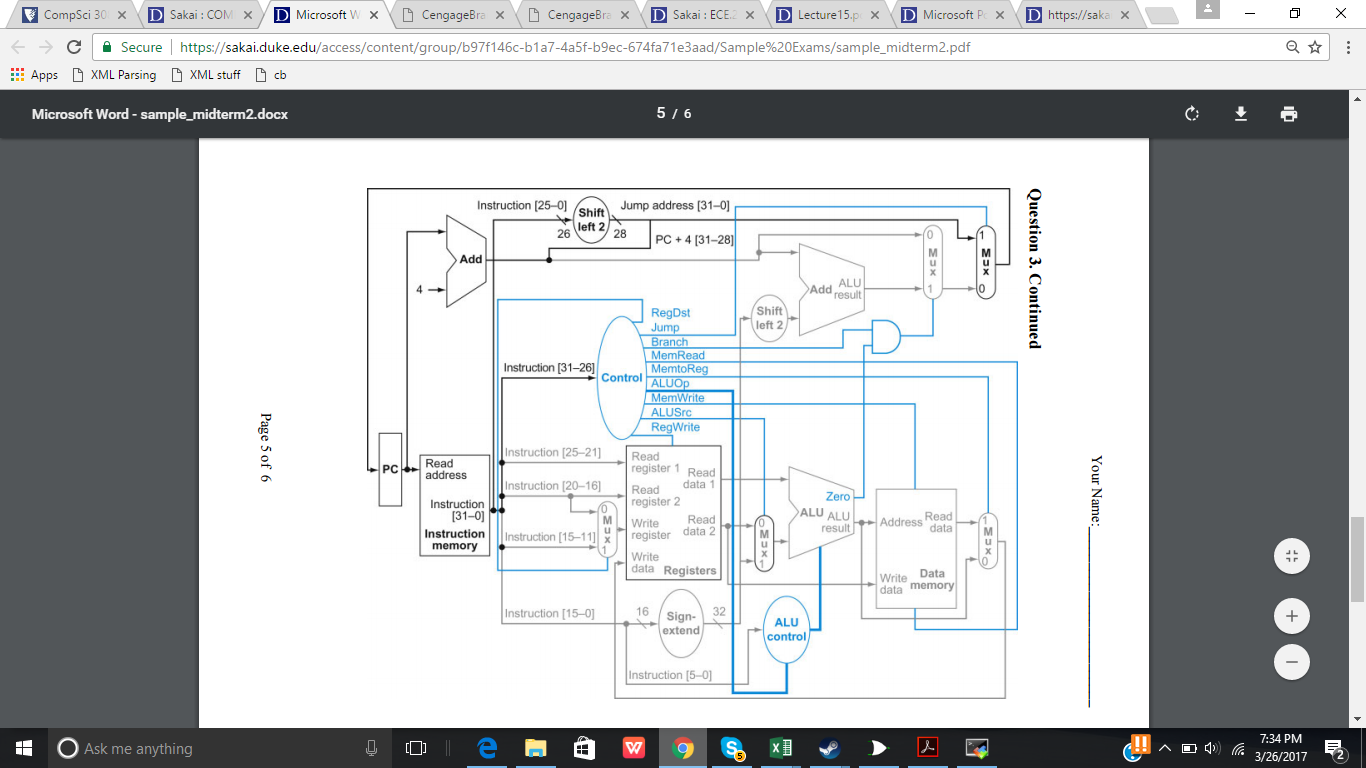 CompSci 30
Sakai : COM
Microsoft W
CengageBra
CengageBra
Sakai : ECE.2
Lecture15.p
Microsoft Po
https://saka
Secure
https://sakai.duke.edu/access/content/group/b97f146c-b1a7-4a5f-b9ec-674fa71e3aad/Sample%20Exams/sample_midterm2.pdf
Apps
XML Parsing
XML stuff
cb
Microsoft Word - sample_midterm2.docx
5 / 6
Question 3. Continued
Your Name:
Page 5 of 6
Instruction [25–0]
26
Shift
left 2
28
Jump address [31–0]
PC + 4 [31–28]
Add
4
Add
ALU
result
Shift
left 2
0
M
u
x
1
1
M
u
x
0
Instruction [31–26]
Control
RegDst
Jump
Branch
MemRead
MemtoReg
ALUOp
MemWrite
ALUSrc
RegWrite
PC
Read
address
Instruction
[31–0]
Instruction
memory
Instruction [25–21]
Instruction [20–16]
Instruction [15–11]
0
M
u
x
1
Read
register 1
Read
register 2
Write
register
Write
data
Read
data 1
Read
data 2
Registers
0
M
u
x
1
Zero
ALU
ALU
result
Address
Read
data
Write
data
Data
memory
1
M
u
x
0
Instruction [15–0]
16
Sign-
extend
32
ALU
control
Instruction [5–0]
Ask me anything
7:34 PM
3/26/2017
5
2